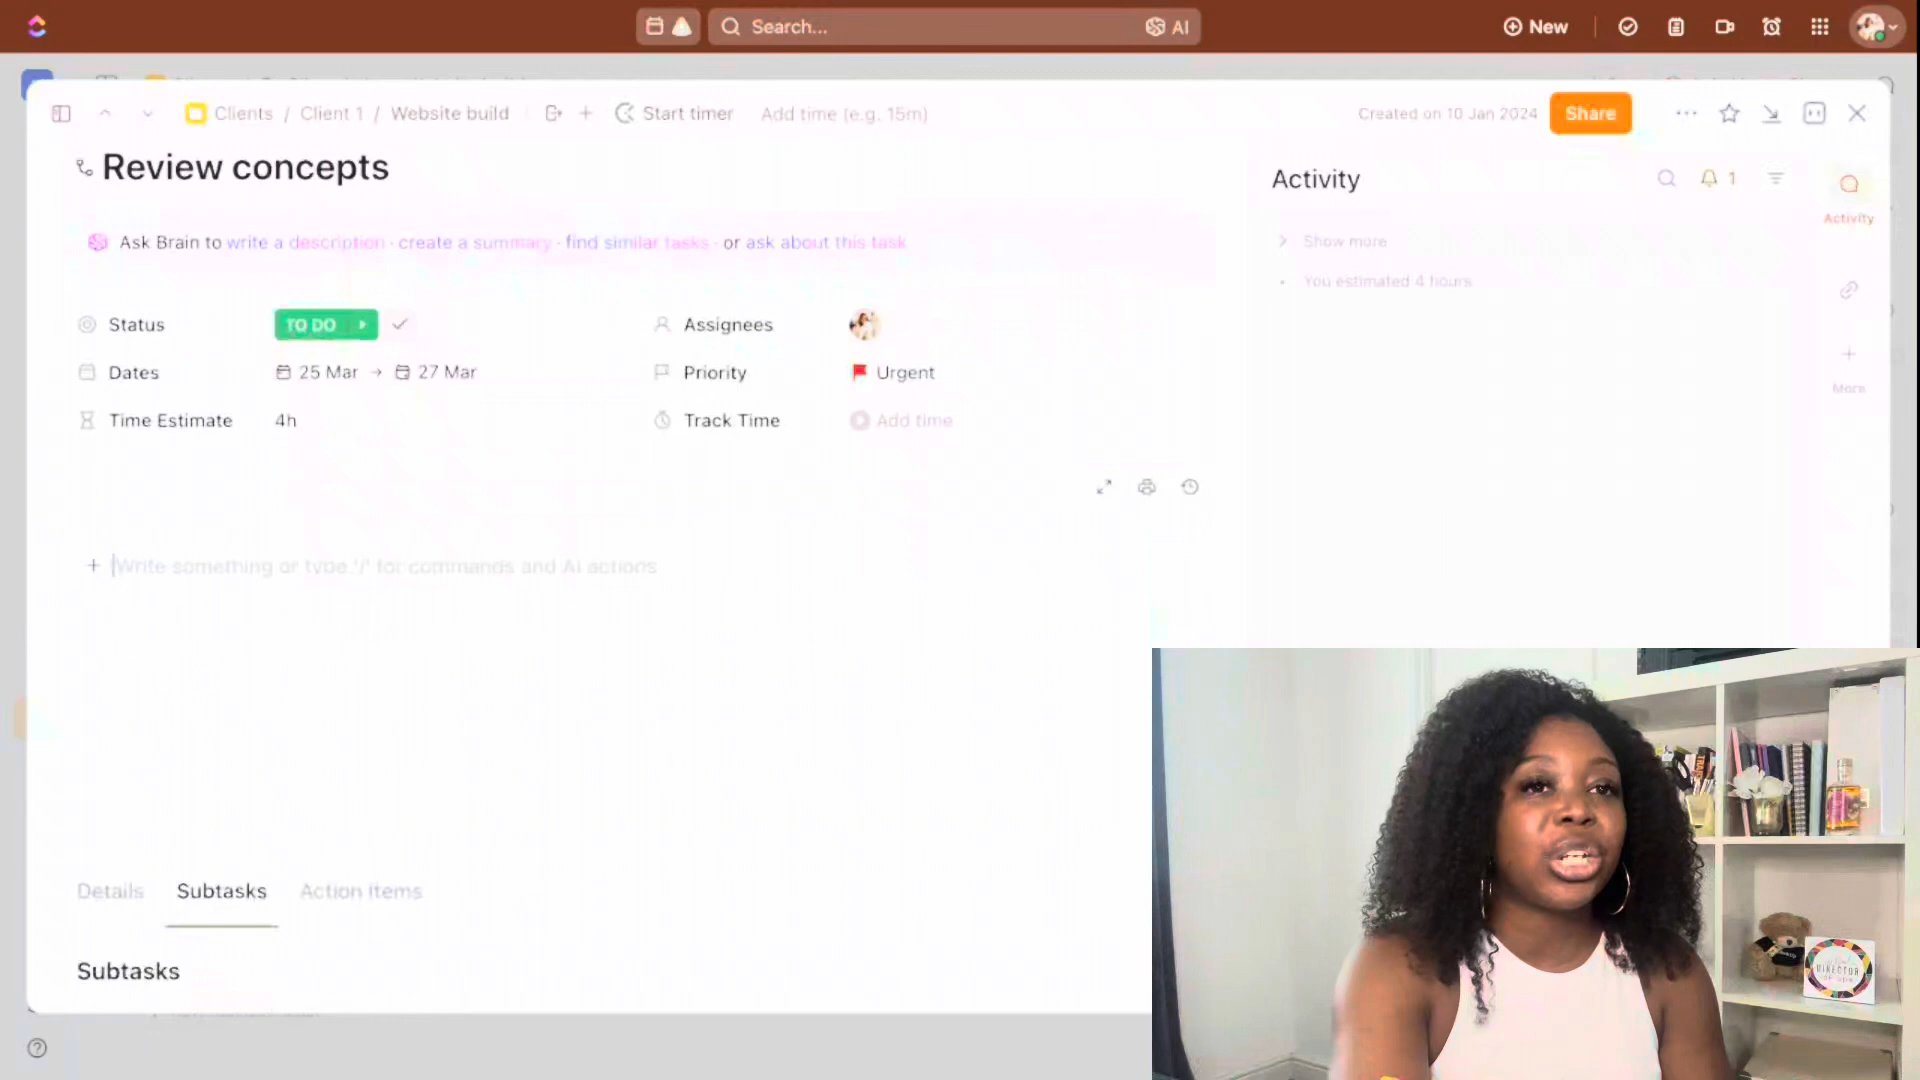 Search...
AI
New
Clients / Client 1 / Website build
Start timer
Add time (e.g. 15m)
Created on 10 Jan 2024
Share
Review concepts
Ask Brain to write a description · create a summary · find similar tasks · or ask about this task
Status
TO DO
Assignees
Dates
25 Mar → 27 Mar
Priority
Urgent
Time Estimate
4h
Track Time
Add time
+ Write something or type '/' for commands and AI actions
Details
Subtasks
Action Items
Subtasks
Activity
1
Show more
• You estimated 4 hours
Activity
More
DIRECTOR